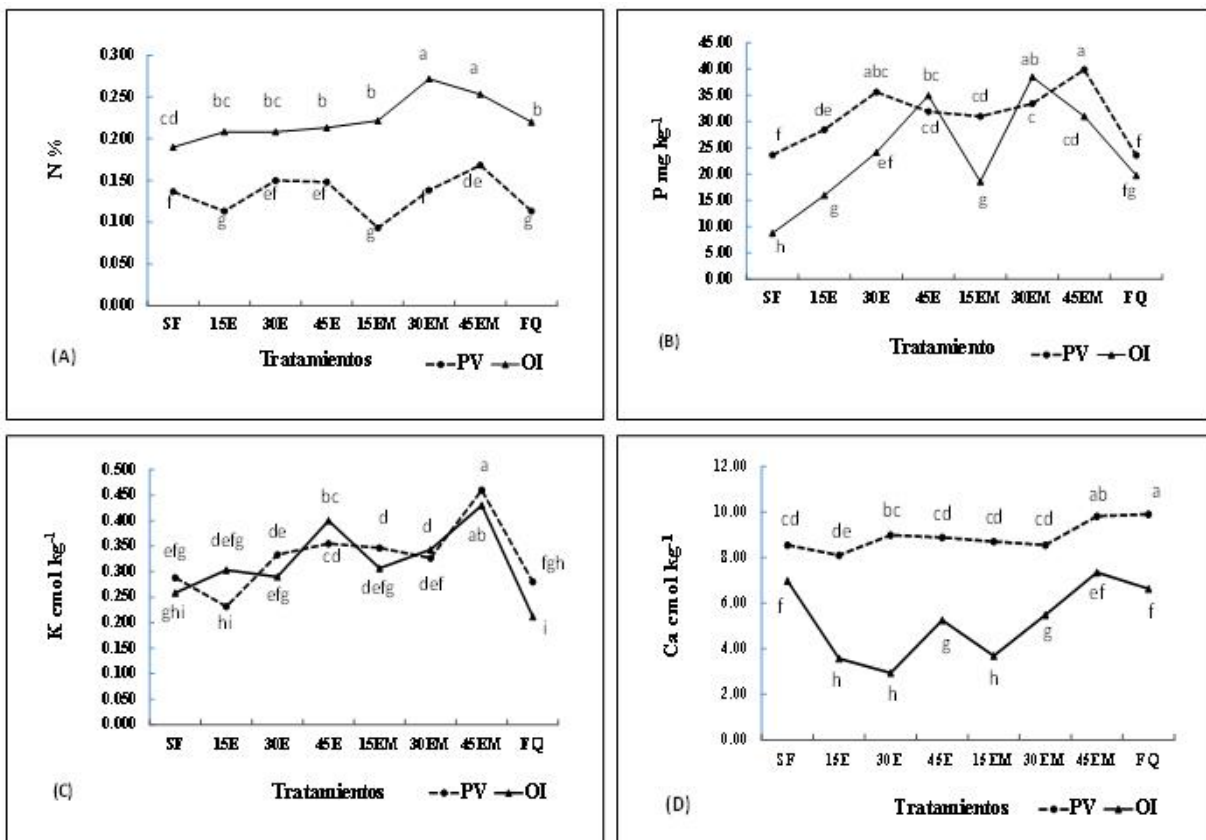 0.300
0.250
0.200
0.150
0.100
0.050
0.000
N %
cd bc bc b b a a b
f g ef ef g f de g
SF 15E 30E 45E 15EM 30EM 45EM FQ
(A) Tratamientos PV OI
45.00
40.00
35.00
30.00
25.00
20.00
15.00
10.00
5.00
0.00
P mg kg-1
f de abc bc cd ab a f
h g ef cd g c cd fg
SF 15E 30E 45E 15EM 30EM 45EM FQ
(B) Tratamiento PV OI
0.500
0.450
0.400
0.350
0.300
0.250
0.200
0.150
0.100
0.050
0.000
K cmol kg-1
efg defg de bc d d a fgh
ghi hi efg cd defg def ab i
SF 15E 30E 45E 15EM 30EM 45EM FQ
(C) Tratamientos PV OI
12.00
10.00
8.00
6.00
4.00
2.00
0.00
Ca cmol kg-1
cd de bc cd cd cd ab a
f h h g h g ef f
SF 15E 30E 45E 15EM 30EM 45EM FQ
(D) Tratamientos PV OI